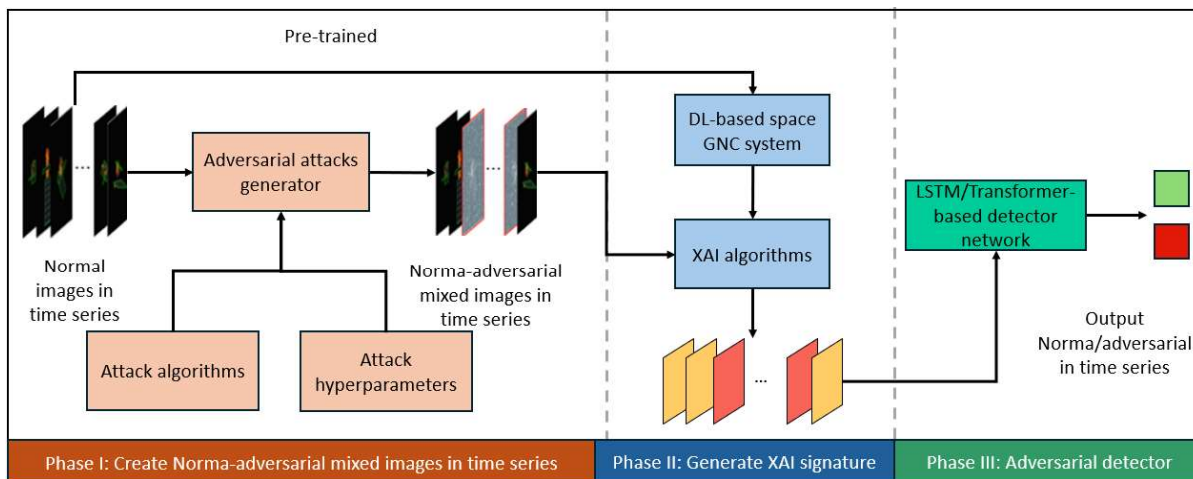 Pre-trained
DL-based space
GNC system
Adversarial attacks
generator
...
...
LSTM/Transformer-
based detector
network
XAI algorithms
Normal
images in
time series
Norma-adversarial
mixed images in
time series
Attack algorithms
Attack
hyperparameters
...
Output
Norma/adversarial
in time series
Phase I: Create Norma-adversarial mixed images in time series
Phase II: Generate XAI signature
Phase III: Adversarial detector